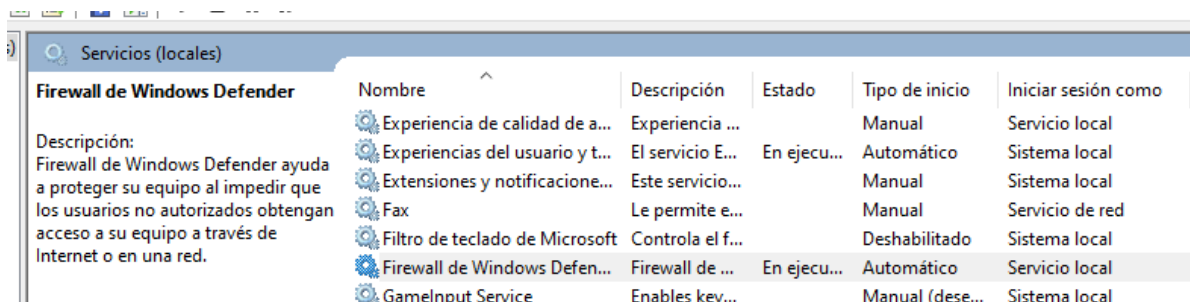 Servicios (locales)
Firewall de Windows Defender
Descripción:
Firewall de Windows Defender ayuda
a proteger su equipo al impedir que
los usuarios no autorizados obtengan
acceso a su equipo a través de
Internet o en una red.
Nombre Descripción Estado Tipo de inicio Iniciar sesión como
Experiencia de calidad de a... Experiencia ... Manual Servicio local
Experiencias del usuario y t... El servicio E... En ejecu... Automático Sistema local
Extensiones y notificacione... Este servicio... Manual Sistema local
Fax Le permite e... Manual Servicio de red
Filtro de teclado de Microsoft Controla el f... Deshabilitado Sistema local
Firewall de Windows Defen... Firewall de ... En ejecu... Automático Servicio local
GameInput Service Enables key... Manual (dese... Sistema local